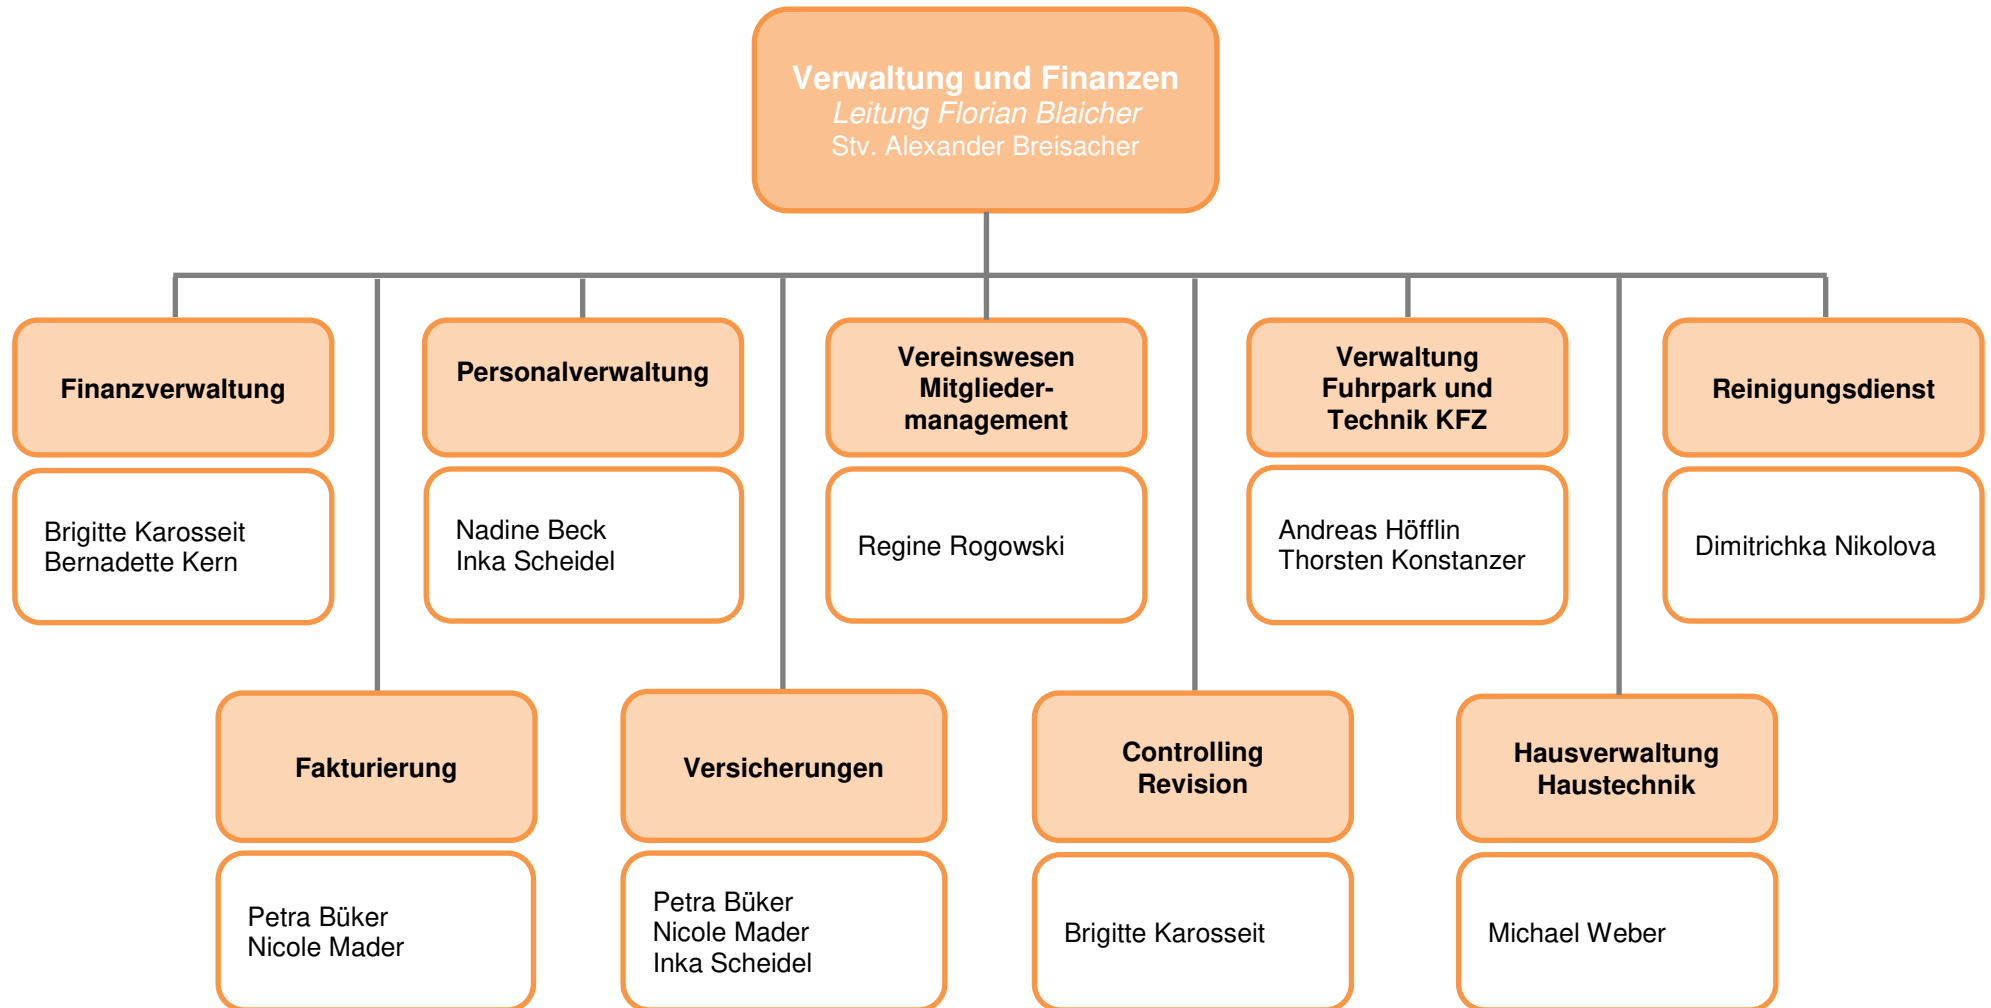 Verwaltung und Finanzen
Leitung Florian Blaicher
Stv. Alexander Breisacher
Finanzverwaltung
Brigitte Karosseit
Bernadette Kern
Personalverwaltung
Nadine Beck
Inka Scheidel
Vereinswesen
Mitglieder-
management
Regine Rogowski
Verwaltung
Fuhrpark und
Technik KFZ
Andreas Höfflin
Thorsten Konstanzer
Reinigungsdienst
Dimitrichka Nikolova
Fakturierung
Petra Büker
Nicole Mader
Versicherungen
Petra Büker
Nicole Mader
Inka Scheidel
Controlling
Revision
Brigitte Karosseit
Hausverwaltung
Haustechnik
Michael Weber